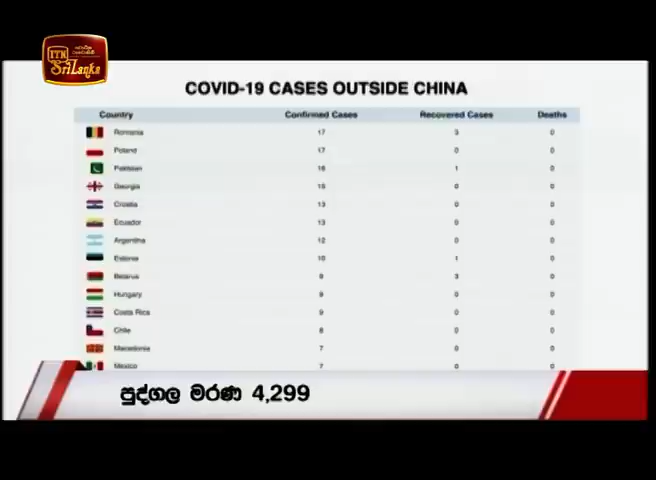 ITN
Sri Lanka
COVID-19 CASES OUTSIDE CHINA
Country Confirmed Cases Recovered Cases Deaths
Romania 17 3 0
Poland 17 0 0
Pakistan 16 1 0
Georgia 15 0 0
Croatia 13 0 0
Ecuador 13 0 0
Argentina 12 0 0
Estonia 10 1 0
Belarus 9 3 0
Hungary 9 0 0
Costa Rica 9 0 0
Chile 8 0 0
Macedonia 7 0 0
Mexico 7 0 0
පුද්ගල මරණ 4,299